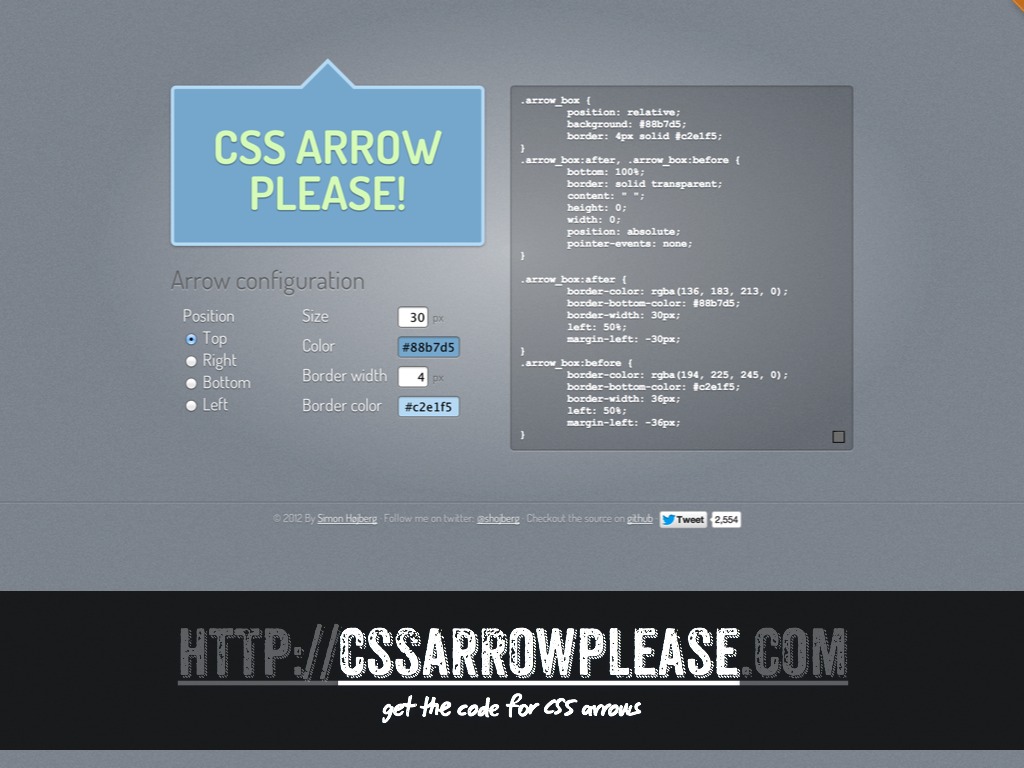 CSS ARROW
PLEASE!
Arrow configuration
Position
Top
Right
Bottom
Left
Size 30 px
Color #88b7d5
Border width 4 px
Border color #c2e1f5
.arrow_box {
position: relative;
background: #88b7d5;
border: 4px solid #c2e1f5;
}
.arrow_box:after, .arrow_box:before {
bottom: 100%;
border: solid transparent;
content: " ";
height: 0;
width: 0;
position: absolute;
pointer-events: none;
}
.arrow_box:after {
border-color: rgba(136, 183, 213, 0);
border-bottom-color: #88b7d5;
border-width: 30px;
left: 50%;
margin-left: -30px;
}
.arrow_box:before {
border-color: rgba(194, 225, 245, 0);
border-bottom-color: #c2e1f5;
border-width: 36px;
left: 50%;
margin-left: -36px;
}
© 2012 By Simon Højberg · Follow me on twitter: @shojberg · Checkout the source on github Tweet 2,554
HTTP://CSSARROWPLEASE.COM
get the code for CSS arrows